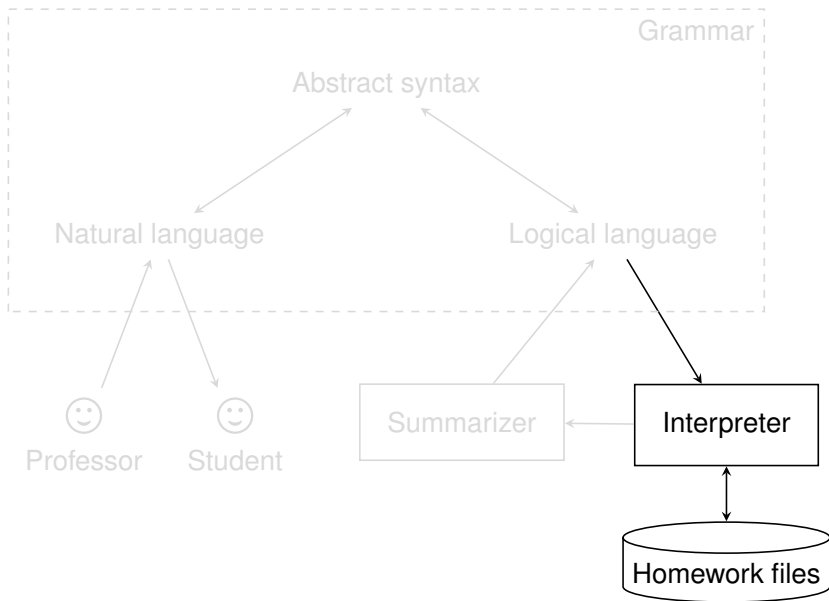 Grammar
Abstract syntax
Natural language
Logical language
Summarizer
Interpreter
Professor
Student
Homework files